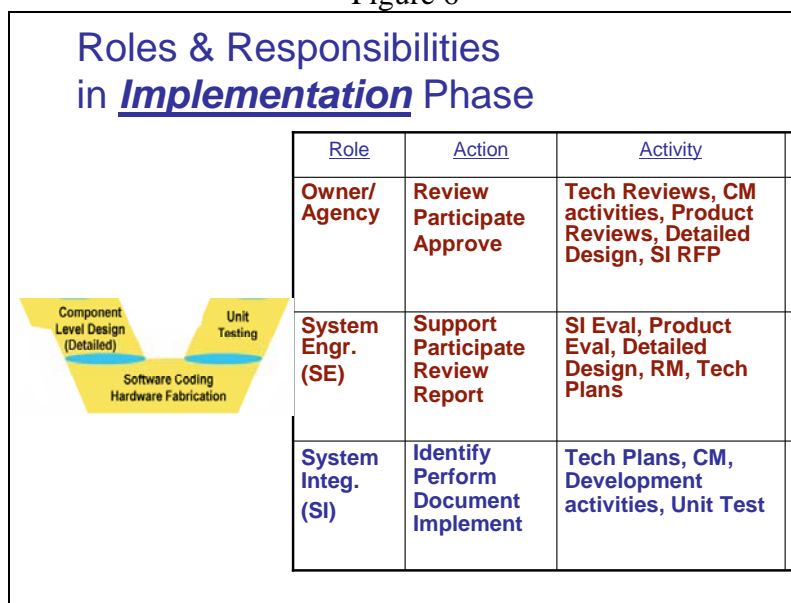 Figure 8
Roles & Responsibilities
in Implementation Phase
Role
Action
Activity
Owner/
Agency
Review
Participate
Approve
Tech Reviews, CM
activities, Product
Reviews, Detailed
Design, SI RFP
Component
Level Design
(Detailed)
Unit
Testing
Software Coding
Hardware Fabrication
System
Engr.
(SE)
Support
Participate
Review
Report
SI Eval, Product
Eval, Detailed
Design, RM, Tech
Plans
System
Integ.
(SI)
Identify
Perform
Document
Implement
Tech Plans, CM,
Development
activities, Unit Test